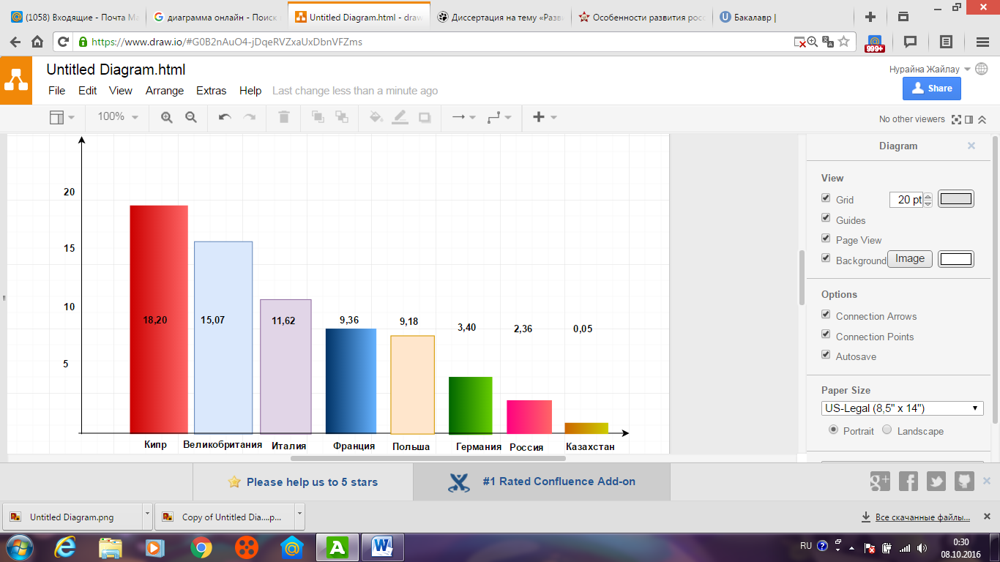 (1058) Входящие - Почта Ma
диаграмма онлайн - Поиск
Untitled Diagram.html - draw
Диссертация на тему «Разв
Особенности развития рос
Бакалавр |
https://www.draw.io/#G0B2nAuO4-jDqeRVZxaUxDbnVFZms
999+
Untitled Diagram.html
Нурайна Жайлау
File Edit View Arrange Extras Help Last change less than a minute ago
Share
100%
No other viewers
20
15
10
5
18,20
15,07
11,62
9,36
9,18
3,40
2,36
0,05
Кипр
Великобритания
Италия
Франция
Польша
Германия
Россия
Казахстан
Diagram
View
Grid 20 pt
Guides
Page View
Background Image
Options
Connection Arrows
Connection Points
Autosave
Paper Size
US-Legal (8,5" x 14")
Portrait Landscape
Please help us to 5 stars
#1 Rated Confluence Add-on
Untitled Diagram.png
Copy of Untitled Dia....p...
Все скачанные файлы...
RU
0:30
08.10.2016